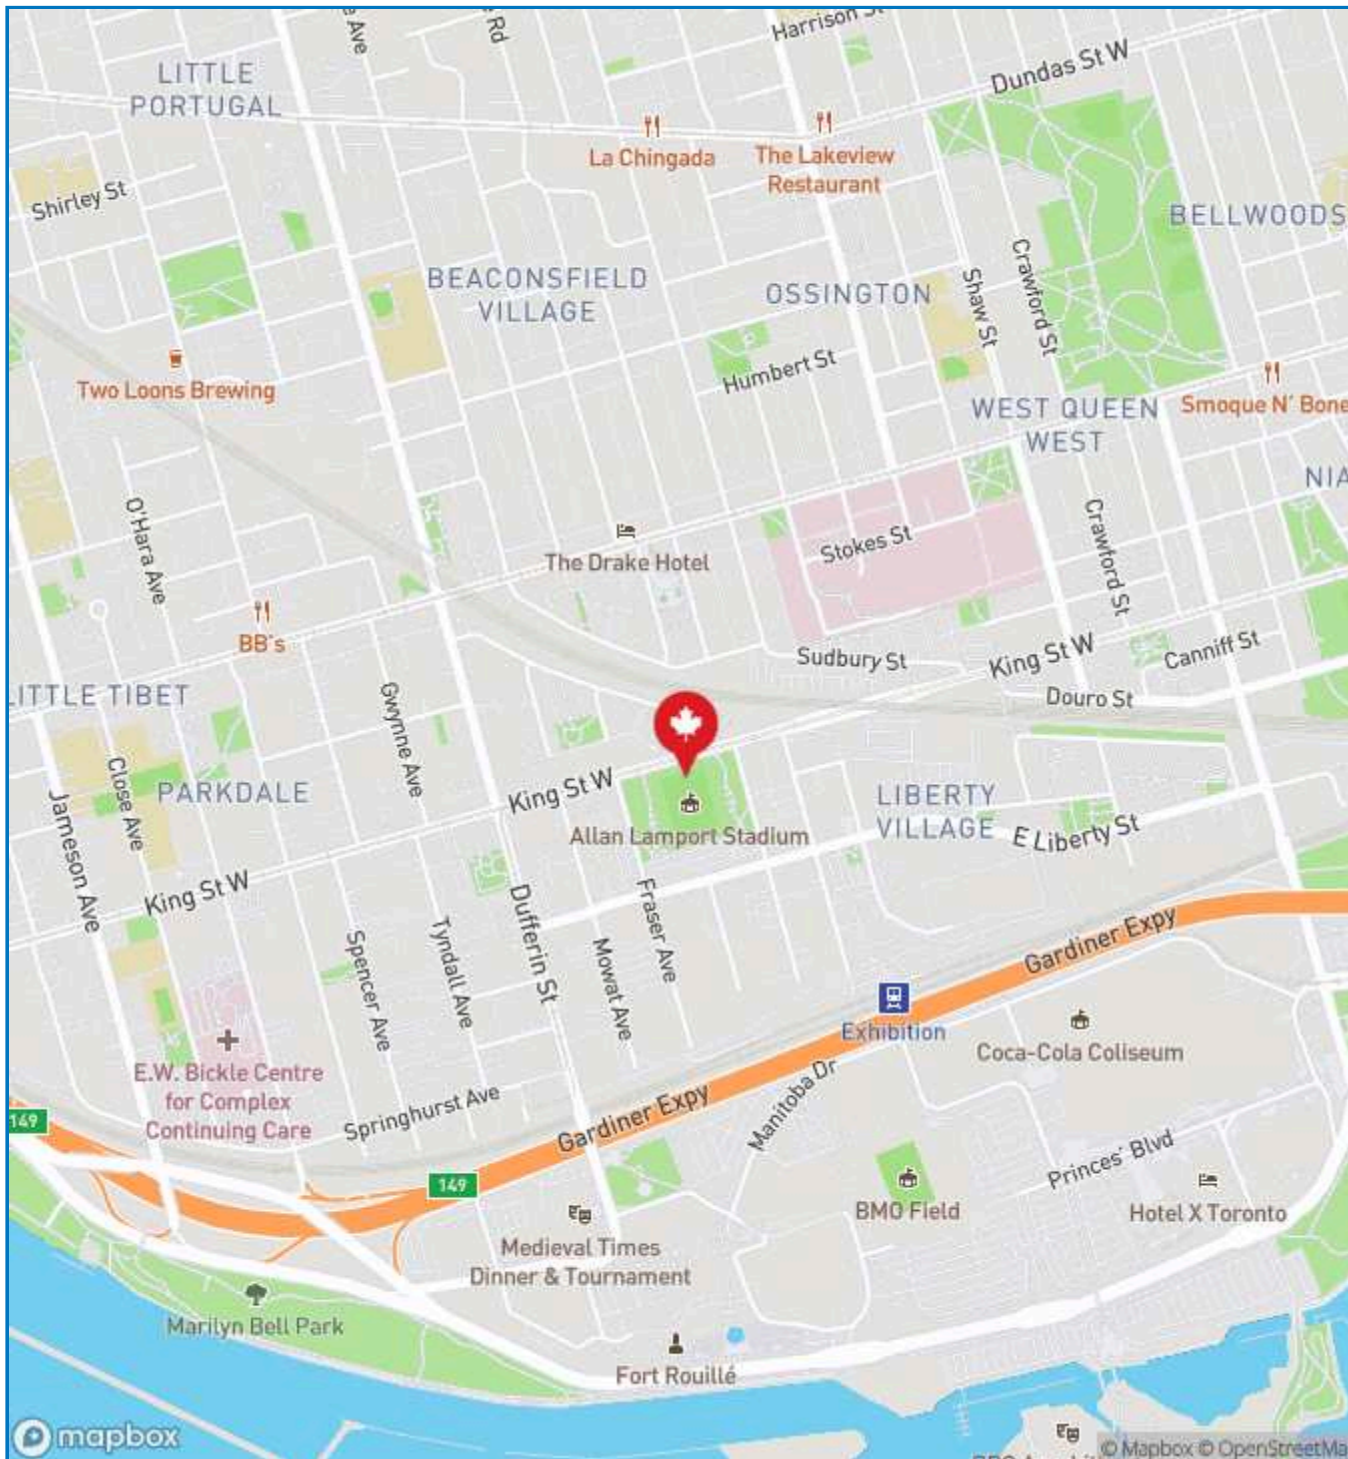 e Ave
Rd
Harrison St
Dundas St W
LITTLE
PORTUGAL
La Chingada
The Lakeview
Restaurant
Shirley St
BELLWOODS
BEACONSFIELD
VILLAGE
OSSINGTON
Shaw St
Crawford St
Humbert St
Two Loons Brewing
WEST QUEEN
WEST
Smoque N' Bone
NIA
O'Hara Ave
The Drake Hotel
Stokes St
Crawford St
BB's
Sudbury St
King St W
Canniff St
LITTLE TIBET
Gwynne Ave
Douro St
Close Ave
PARKDALE
King St W
Allan Lamport Stadium
LIBERTY
VILLAGE
E Liberty St
Jameson Ave
King St W
Spencer Ave
Tyndall Ave
Dufferin St
Mowat Ave
Fraser Ave
Gardiner Expy
Exhibition
Coca-Cola Coliseum
E.W. Bickle Centre
for Complex
Continuing Care
149
Springhurst Ave
Gardiner Expy
Manitoba Dr
149
BMO Field
Princes' Blvd
Hotel X Toronto
Medieval Times
Dinner & Tournament
Marilyn Bell Park
Fort Rouillé
mapbox
© Mapbox © OpenStreetMa